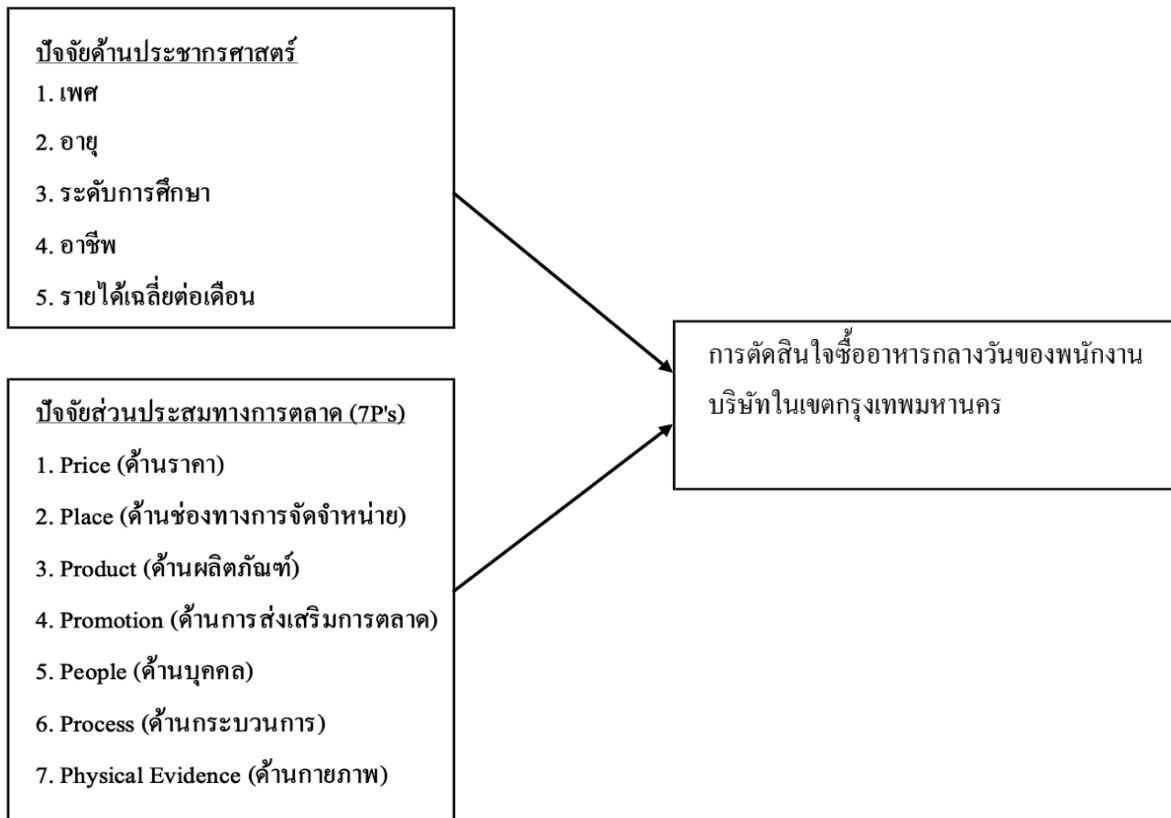 ปัจจัยด้านประชากรศาสตร์
1. เพศ
2. อายุ
3. ระดับการศึกษา
4. อาชีพ
5. รายได้เฉลี่ยต่อเดือน
การตัดสินใจซื้ออาหารกลางวันของพนักงาน
บริษัทในเขตกรุงเทพมหานคร
ปัจจัยส่วนประสมทางการตลาด (7P's)
1. Price (ด้านราคา)
2. Place (ด้านช่องทางการจัดจำหน่าย)
3. Product (ด้านผลิตภัณฑ์)
4. Promotion (ด้านการส่งเสริมการตลาด)
5. People (ด้านบุคคล)
6. Process (ด้านกระบวนการ)
7. Physical Evidence (ด้านกายภาพ)